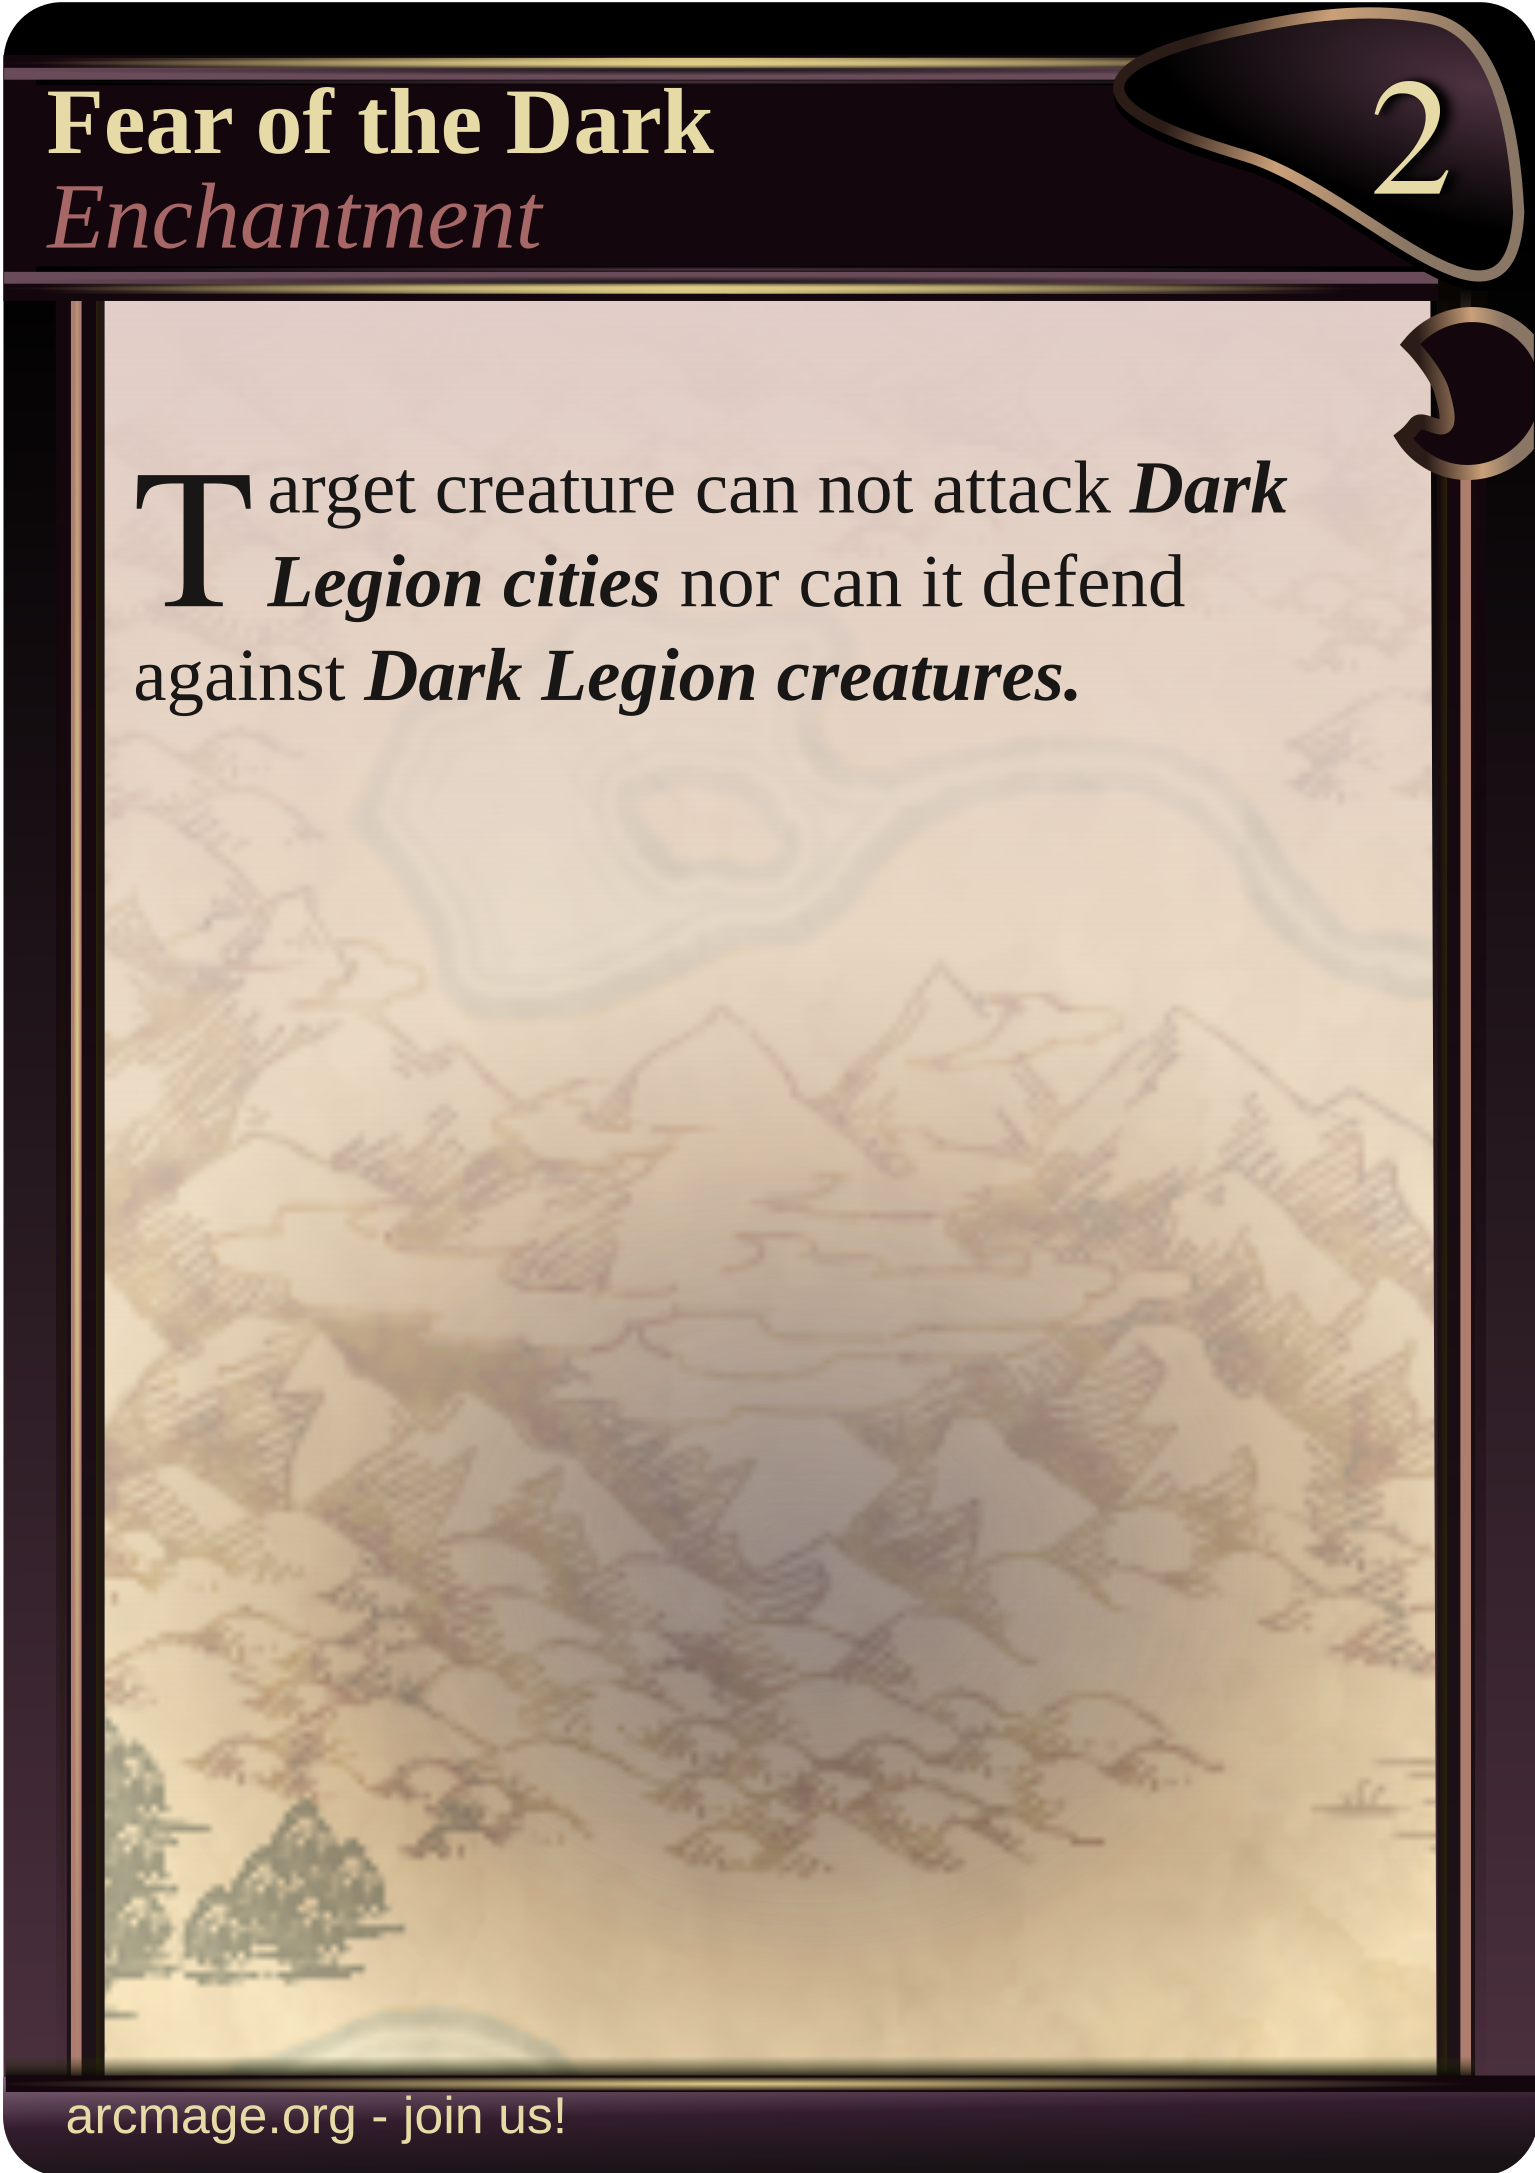 Fear of the Dark
2
Enchantment
Target creature can not attack Dark
Legion cities nor can it defend
against Dark Legion creatures.
arcmage.org - join us!